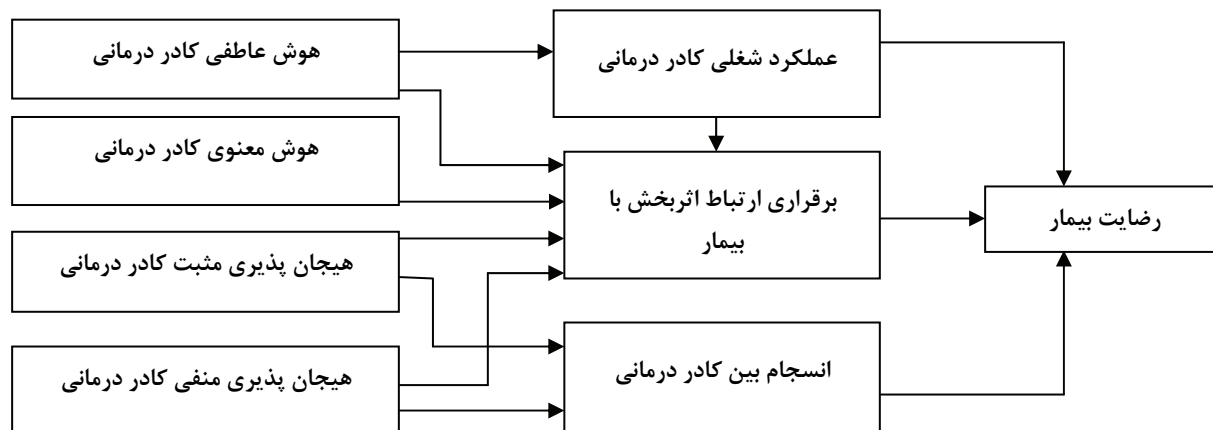 هوش عاطفی کادر درمانی
هوش معنوی کادر درمانی
هیجان پذیری مثبت کادر درمانی
هیجان پذیری منفی کادر درمانی
عملکرد شغلی کادر درمانی
برقراری ارتباط اثربخش با
بیمار
انسجام بین کادر درمانی
رضایت بیمار